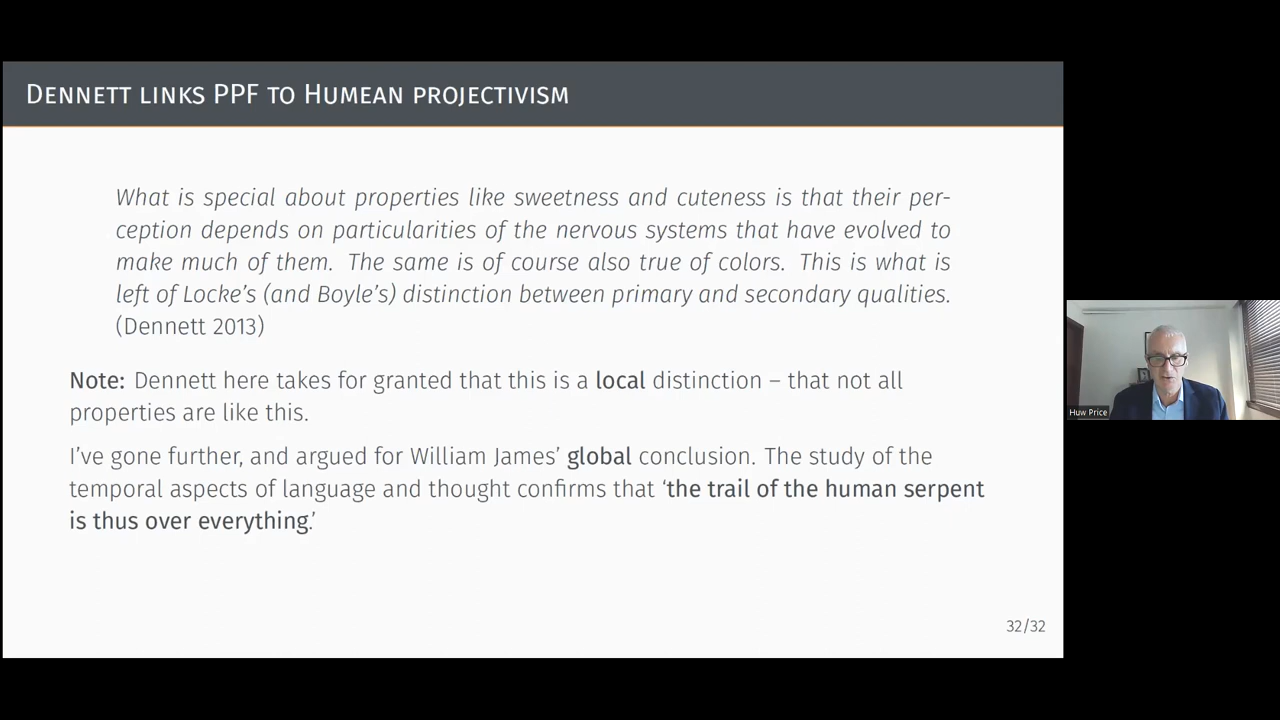 Dennett links PPF to Humean projectivism
What is special about properties like sweetness and cuteness is that their per-
ception depends on particularities of the nervous systems that have evolved to
make much of them. The same is of course also true of colors. This is what is
left of Locke's (and Boyle's) distinction between primary and secondary qualities.
(Dennett 2013)
Note: Dennett here takes for granted that this is a local distinction – that not all
properties are like this.
I've gone further, and argued for William James' global conclusion. The study of the
temporal aspects of language and thought confirms that 'the trail of the human serpent
is thus over everything.'
32/32
Huw Price